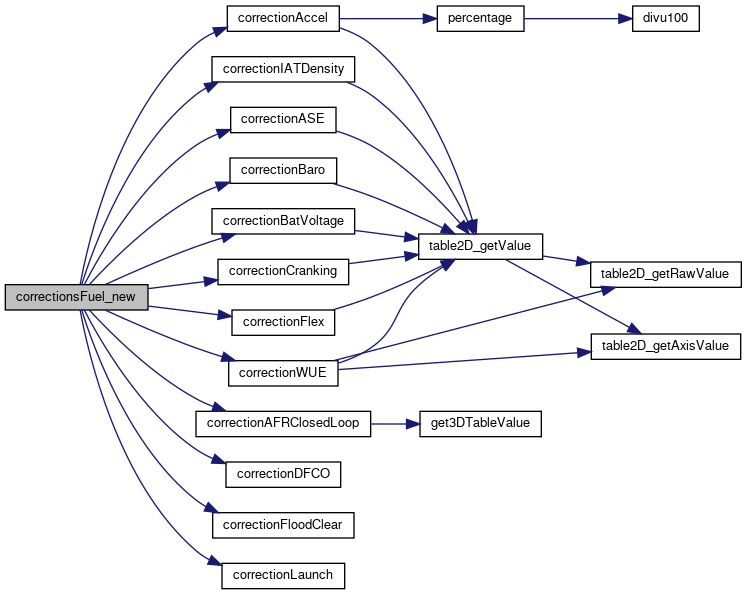 correctionAccel
percentage
divu100
correctionIATDensity
correctionASE
correctionBaro
correctionBatVoltage
table2D_getValue
correctionCranking
table2D_getRawValue
correctionsFuel_new
correctionFlex
table2D_getAxisValue
correctionWUE
correctionAFRClosedLoop
get3DTableValue
correctionDFCO
correctionFloodClear
correctionLaunch